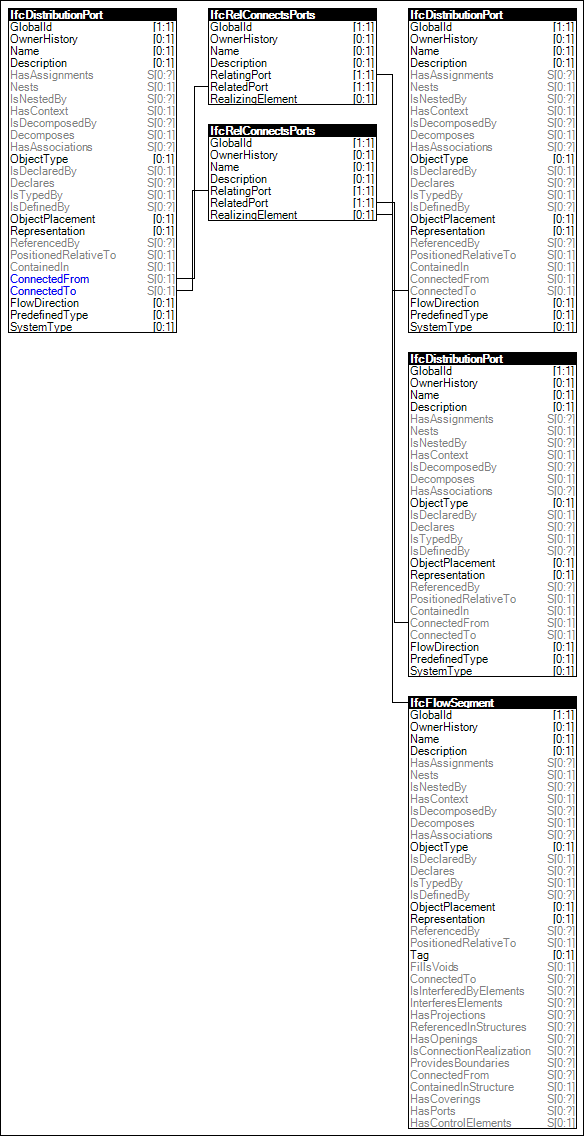 IfcDistributionPort
GlobalId [1:1]
OwnerHistory [0:1]
Name [0:1]
Description [0:1]
HasAssignments S[0:?]
Nests S[0:1]
IsNestedBy S[0:?]
HasContext S[0:1]
IsDecomposedBy S[0:?]
Decomposes S[0:1]
HasAssociations S[0:?]
ObjectType [0:1]
IsDeclaredBy S[0:1]
Declares S[0:?]
IsTypedBy S[0:1]
IsDefinedBy S[0:?]
ObjectPlacement [0:1]
Representation [0:1]
ReferencedBy S[0:?]
PositionedRelativeTo S[0:1]
ContainedIn S[0:1]
ConnectedFrom S[0:1]
ConnectedTo S[0:1]
FlowDirection [0:1]
PredefinedType [0:1]
SystemType [0:1]
IfcRelConnectsPorts
GlobalId [1:1]
OwnerHistory [0:1]
Name [0:1]
Description [0:1]
RelatingPort [1:1]
RelatedPort [1:1]
RealizingElement [0:1]
IfcRelConnectsPorts
GlobalId [1:1]
OwnerHistory [0:1]
Name [0:1]
Description [0:1]
RelatingPort [1:1]
RelatedPort [1:1]
RealizingElement [0:1]
IfcDistributionPort
GlobalId [1:1]
OwnerHistory [0:1]
Name [0:1]
Description [0:1]
HasAssignments S[0:?]
Nests S[0:1]
IsNestedBy S[0:?]
HasContext S[0:1]
IsDecomposedBy S[0:?]
Decomposes S[0:1]
HasAssociations S[0:?]
ObjectType [0:1]
IsDeclaredBy S[0:1]
Declares S[0:?]
IsTypedBy S[0:1]
IsDefinedBy S[0:?]
ObjectPlacement [0:1]
Representation [0:1]
ReferencedBy S[0:?]
PositionedRelativeTo S[0:1]
ContainedIn S[0:1]
ConnectedFrom S[0:1]
ConnectedTo S[0:1]
FlowDirection [0:1]
PredefinedType [0:1]
SystemType [0:1]
IfcDistributionPort
GlobalId [1:1]
OwnerHistory [0:1]
Name [0:1]
Description [0:1]
HasAssignments S[0:?]
Nests S[0:1]
IsNestedBy S[0:?]
HasContext S[0:1]
IsDecomposedBy S[0:?]
Decomposes S[0:1]
HasAssociations S[0:?]
ObjectType [0:1]
IsDeclaredBy S[0:1]
Declares S[0:?]
IsTypedBy S[0:1]
IsDefinedBy S[0:?]
ObjectPlacement [0:1]
Representation [0:1]
ReferencedBy S[0:?]
PositionedRelativeTo S[0:1]
ContainedIn S[0:1]
ConnectedFrom S[0:1]
ConnectedTo S[0:1]
FlowDirection [0:1]
PredefinedType [0:1]
SystemType [0:1]
IfcFlowSegment
GlobalId [1:1]
OwnerHistory [0:1]
Name [0:1]
Description [0:1]
HasAssignments S[0:?]
Nests S[0:1]
IsNestedBy S[0:?]
HasContext S[0:1]
IsDecomposedBy S[0:?]
Decomposes S[0:1]
HasAssociations S[0:?]
ObjectType [0:1]
IsDeclaredBy S[0:1]
Declares S[0:?]
IsTypedBy S[0:1]
IsDefinedBy S[0:?]
ObjectPlacement [0:1]
Representation [0:1]
ReferencedBy S[0:?]
PositionedRelativeTo S[0:1]
Tag [0:1]
FillsVoids S[0:1]
ConnectedTo S[0:?]
IsInterferedByElements S[0:?]
InterferesElements S[0:?]
HasProjections S[0:?]
ReferencedInStructures S[0:?]
HasOpenings S[0:?]
IsConnectionRealization S[0:?]
ProvidesBoundaries S[0:?]
ConnectedFrom S[0:?]
ContainedInStructure S[0:1]
HasCoverings S[0:?]
HasPorts S[0:?]
HasControlElements S[0:1]